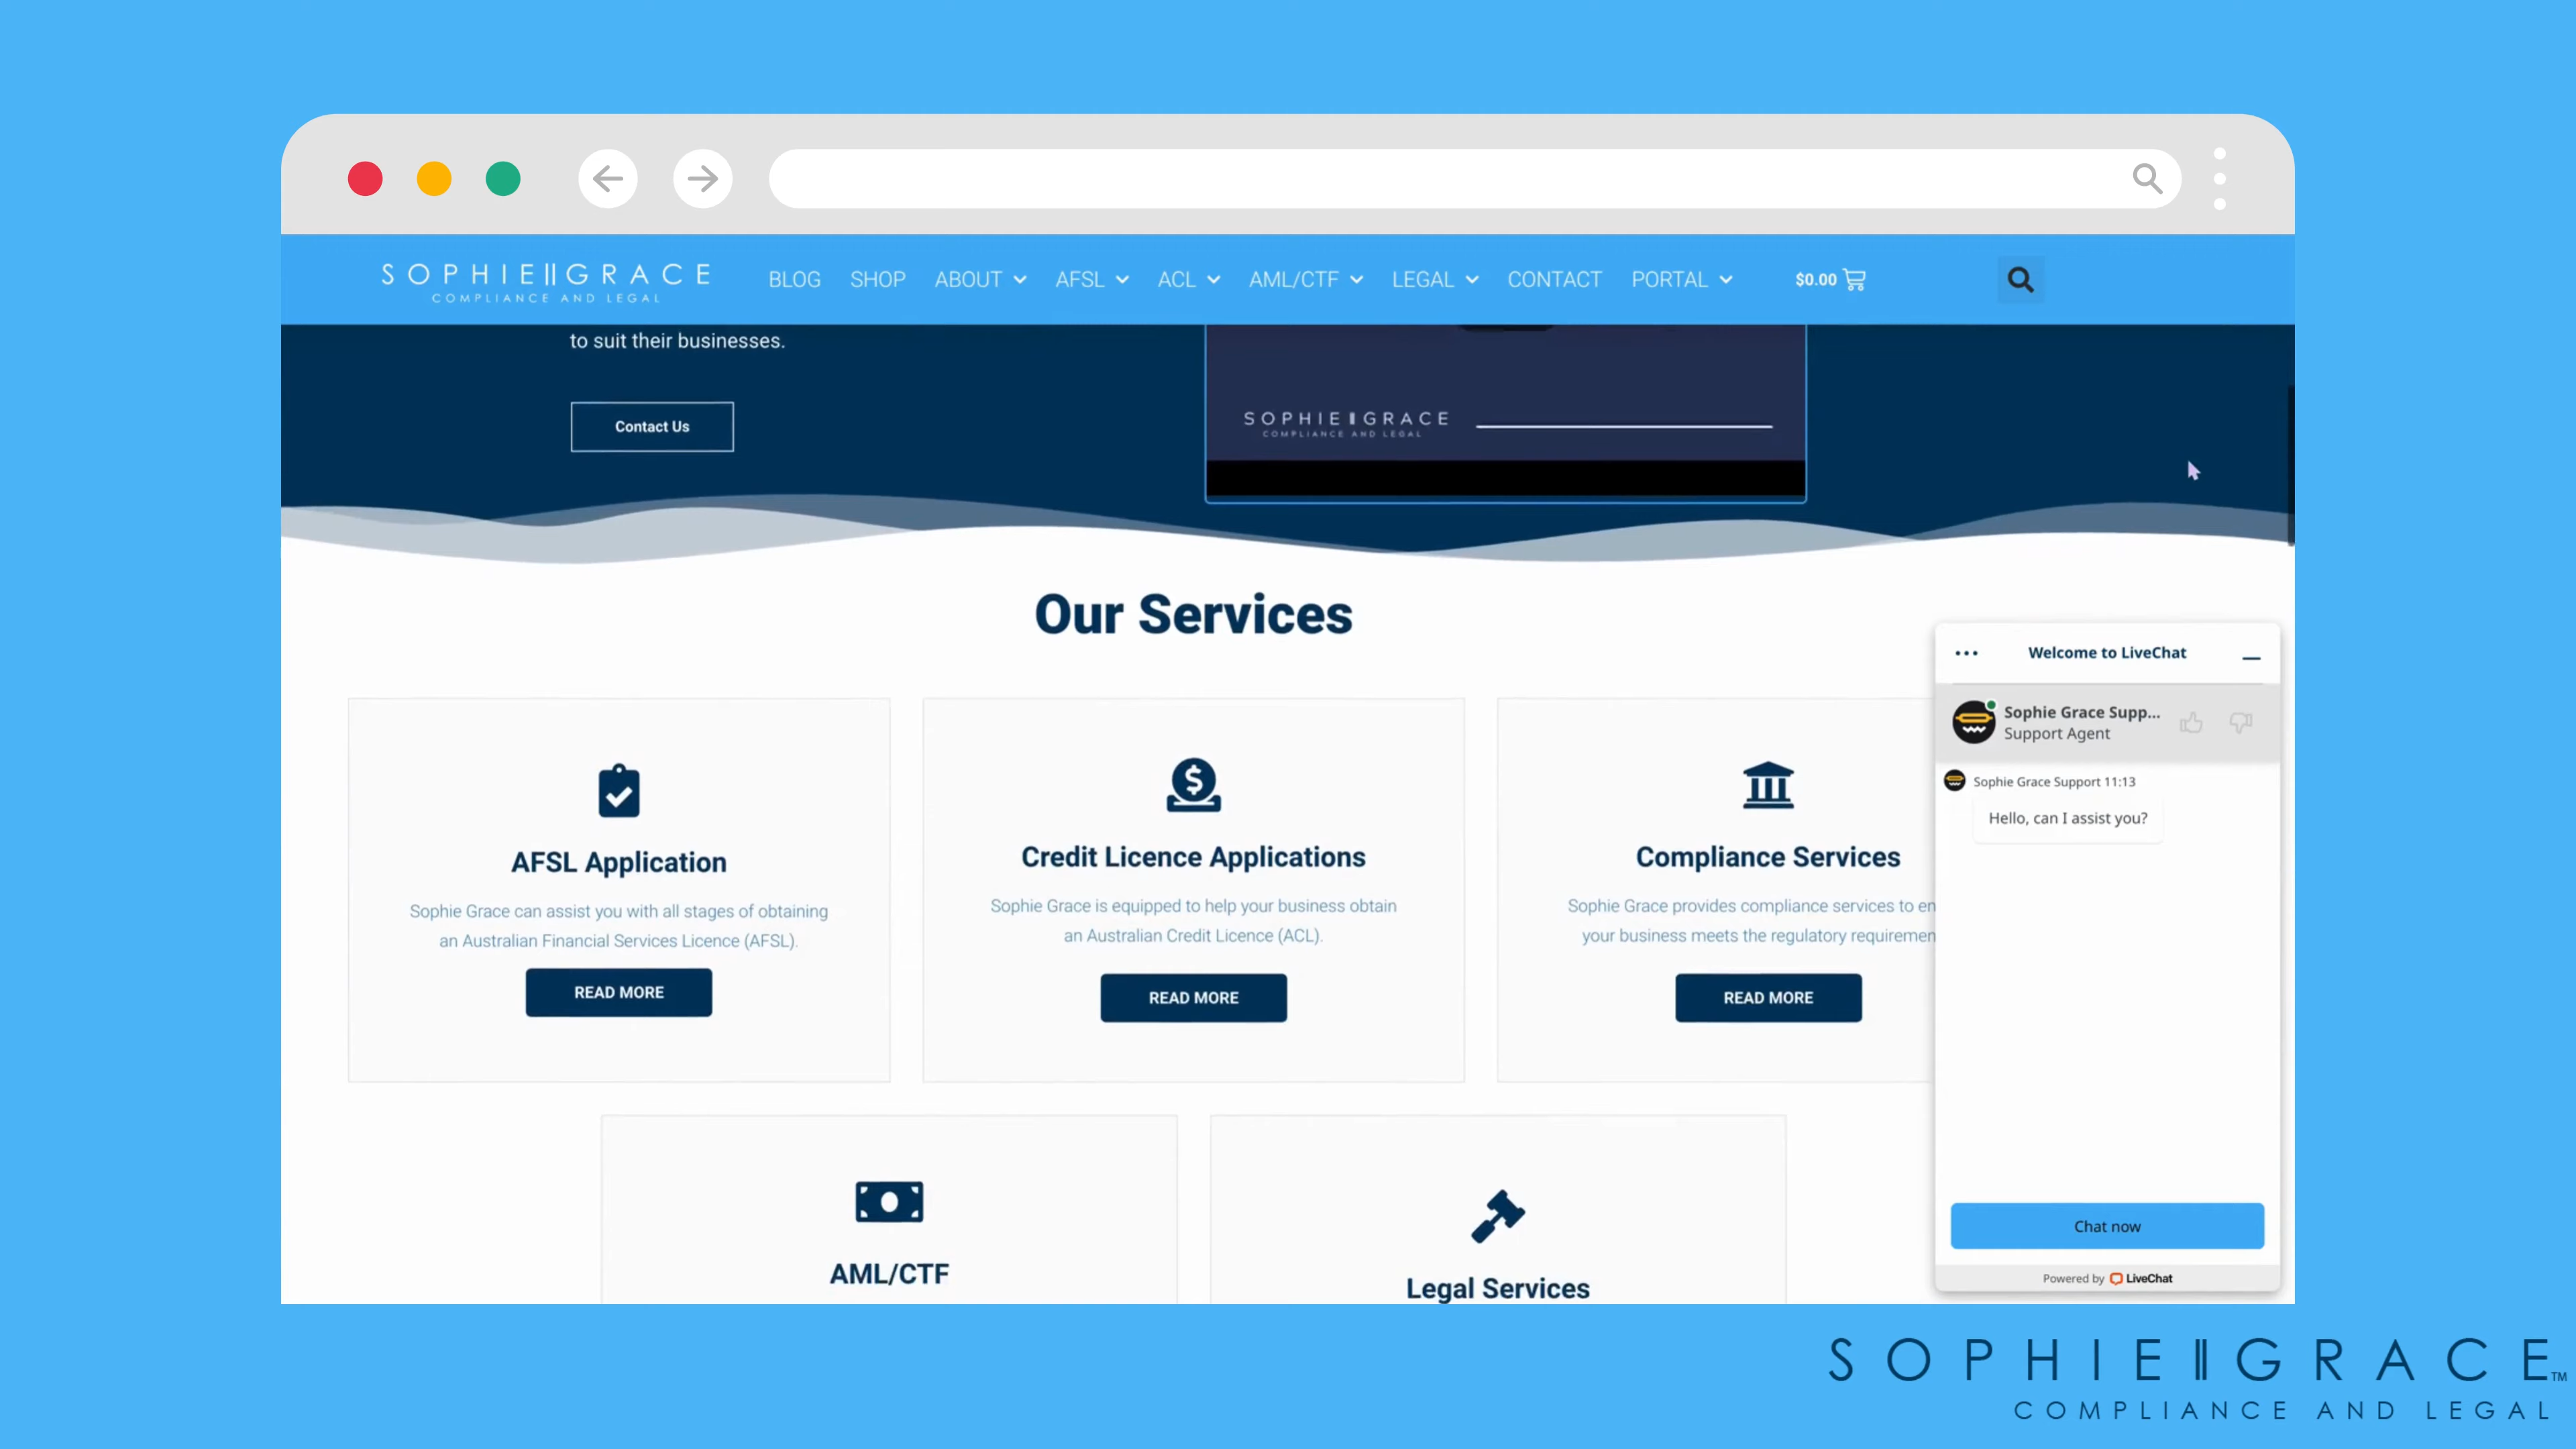 SOPHIE||GRACE
COMPLIANCE AND LEGAL
BLOG SHOP ABOUT AFSL ACL AML/CTF LEGAL CONTACT PORTAL $0.00
to suit their businesses.
Contact Us
SOPHIE||GRACE
COMPLIANCE AND LEGAL
Our Services
AFSL Application
Sophie Grace can assist you with all stages of obtaining
an Australian Financial Services Licence (AFSL).
READ MORE
Credit Licence Applications
Sophie Grace is equipped to help your business obtain
an Australian Credit Licence (ACL).
READ MORE
Compliance Services
Sophie Grace provides compliance services to en
your business meets the regulatory requiremen
READ MORE
AML/CTF
Legal Services
Welcome to LiveChat
Sophie Grace Supp...
Support Agent
Sophie Grace Support 11:13
Hello, can I assist you?
Chat now
Powered by LiveChat
SOPHIE||GRACE™
COMPLIANCE AND LEGAL